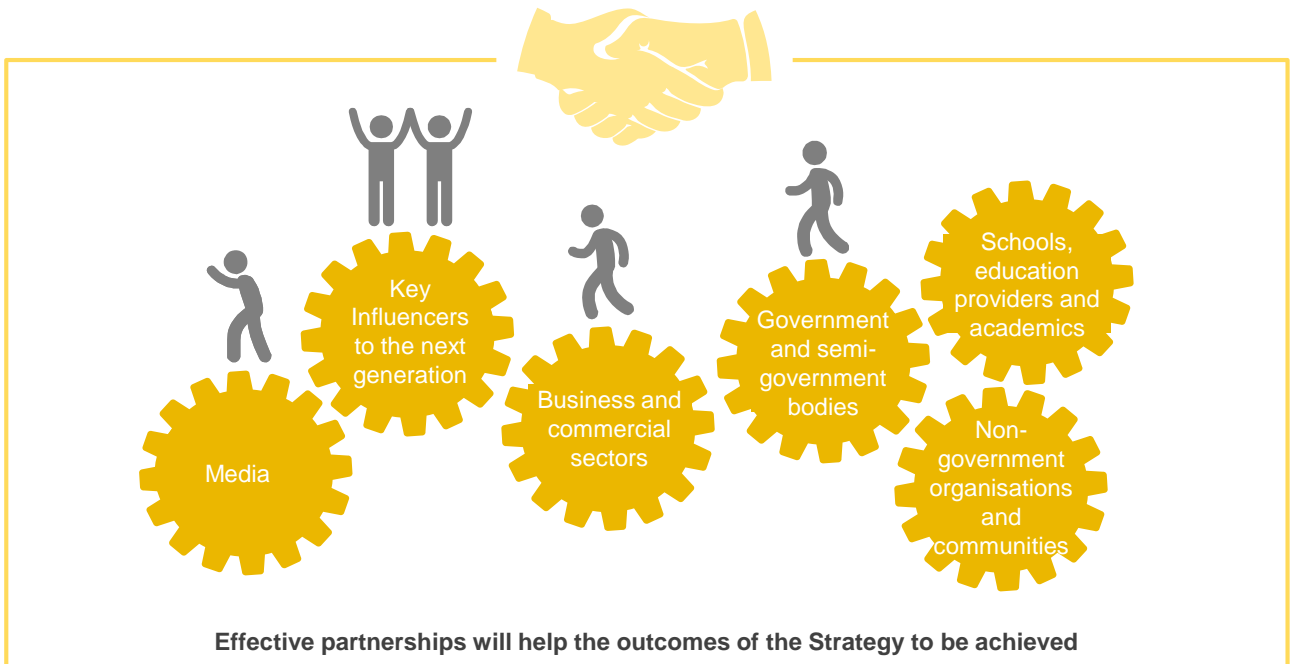 Media
Key
Influencers
to the next
generation
Business and
commercial
sectors
Government
and semi-
government
bodies
Schools,
education
providers and
academics
Non-
government
organisations
and
communities
Effective partnerships will help the outcomes of the Strategy to be achieved